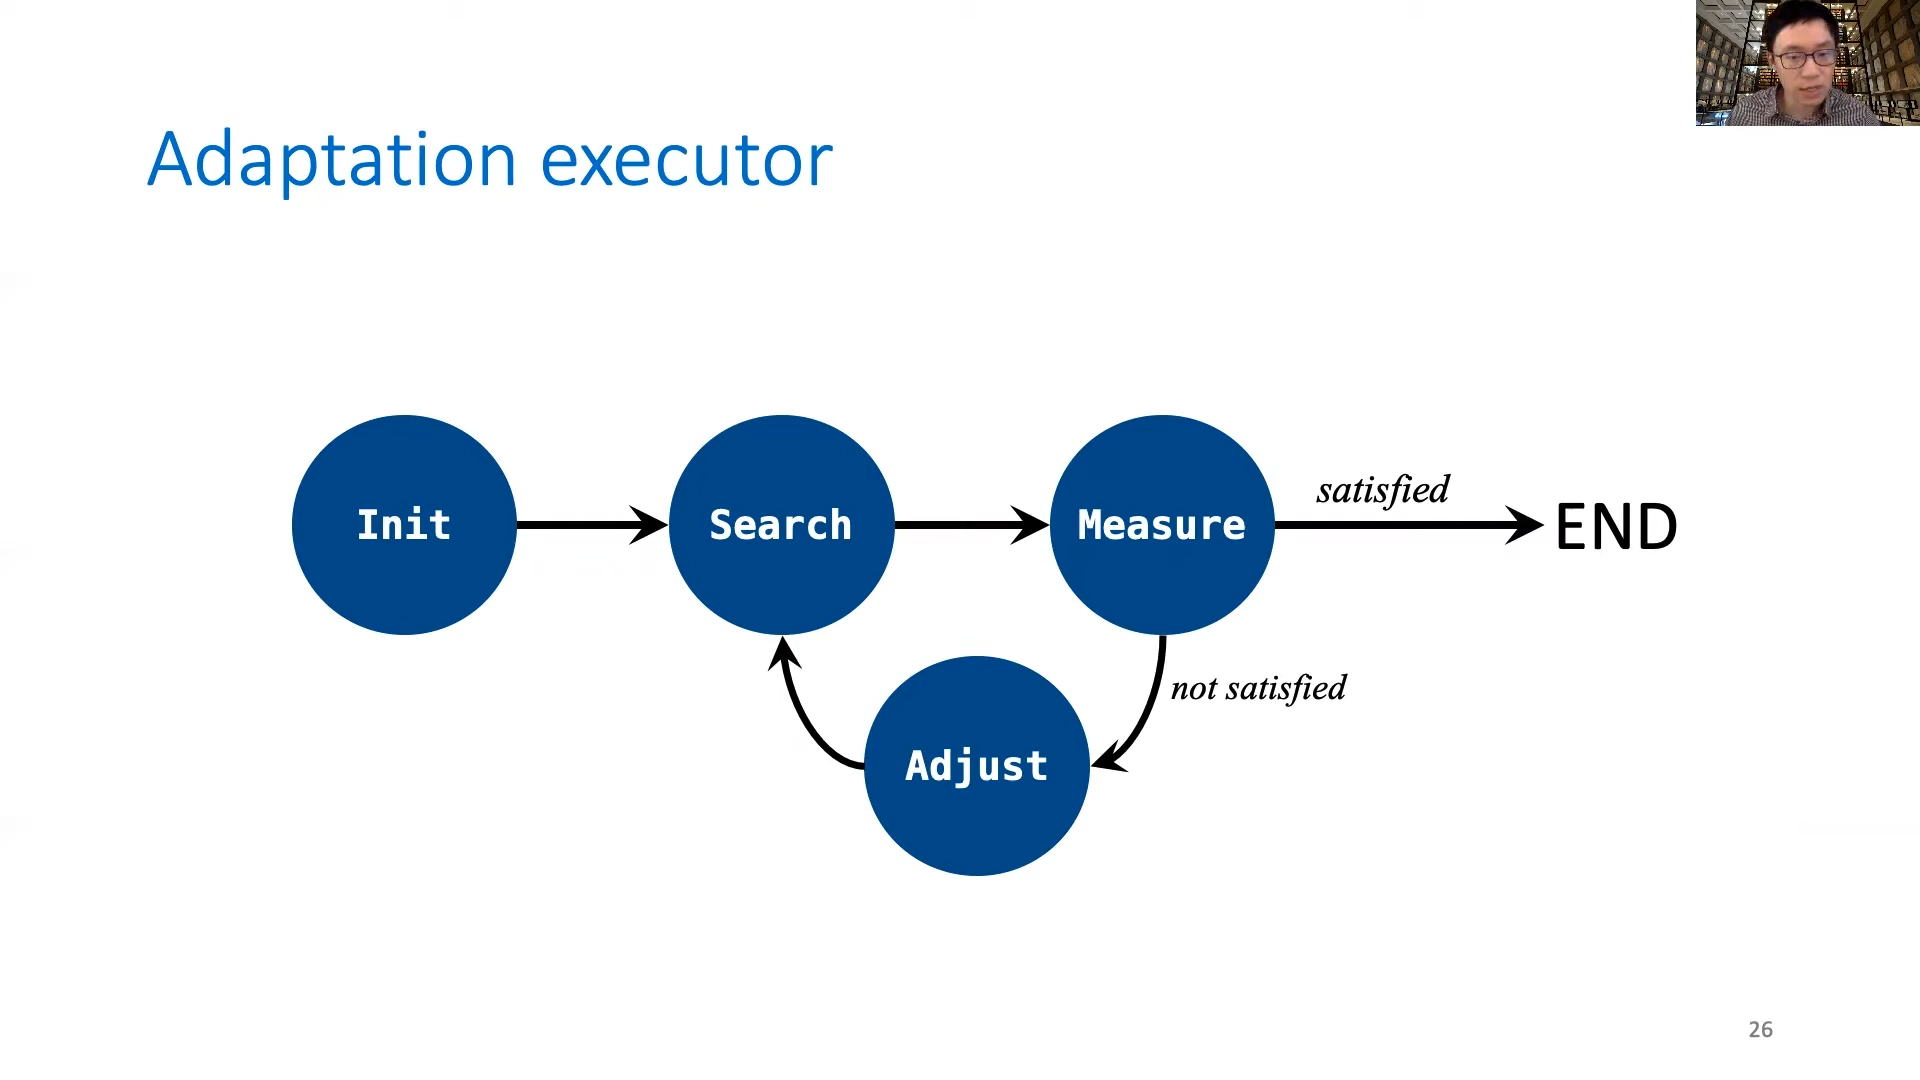 Adaptation executor
Init
Search
Measure
satisfied
END
not satisfied
Adjust
26